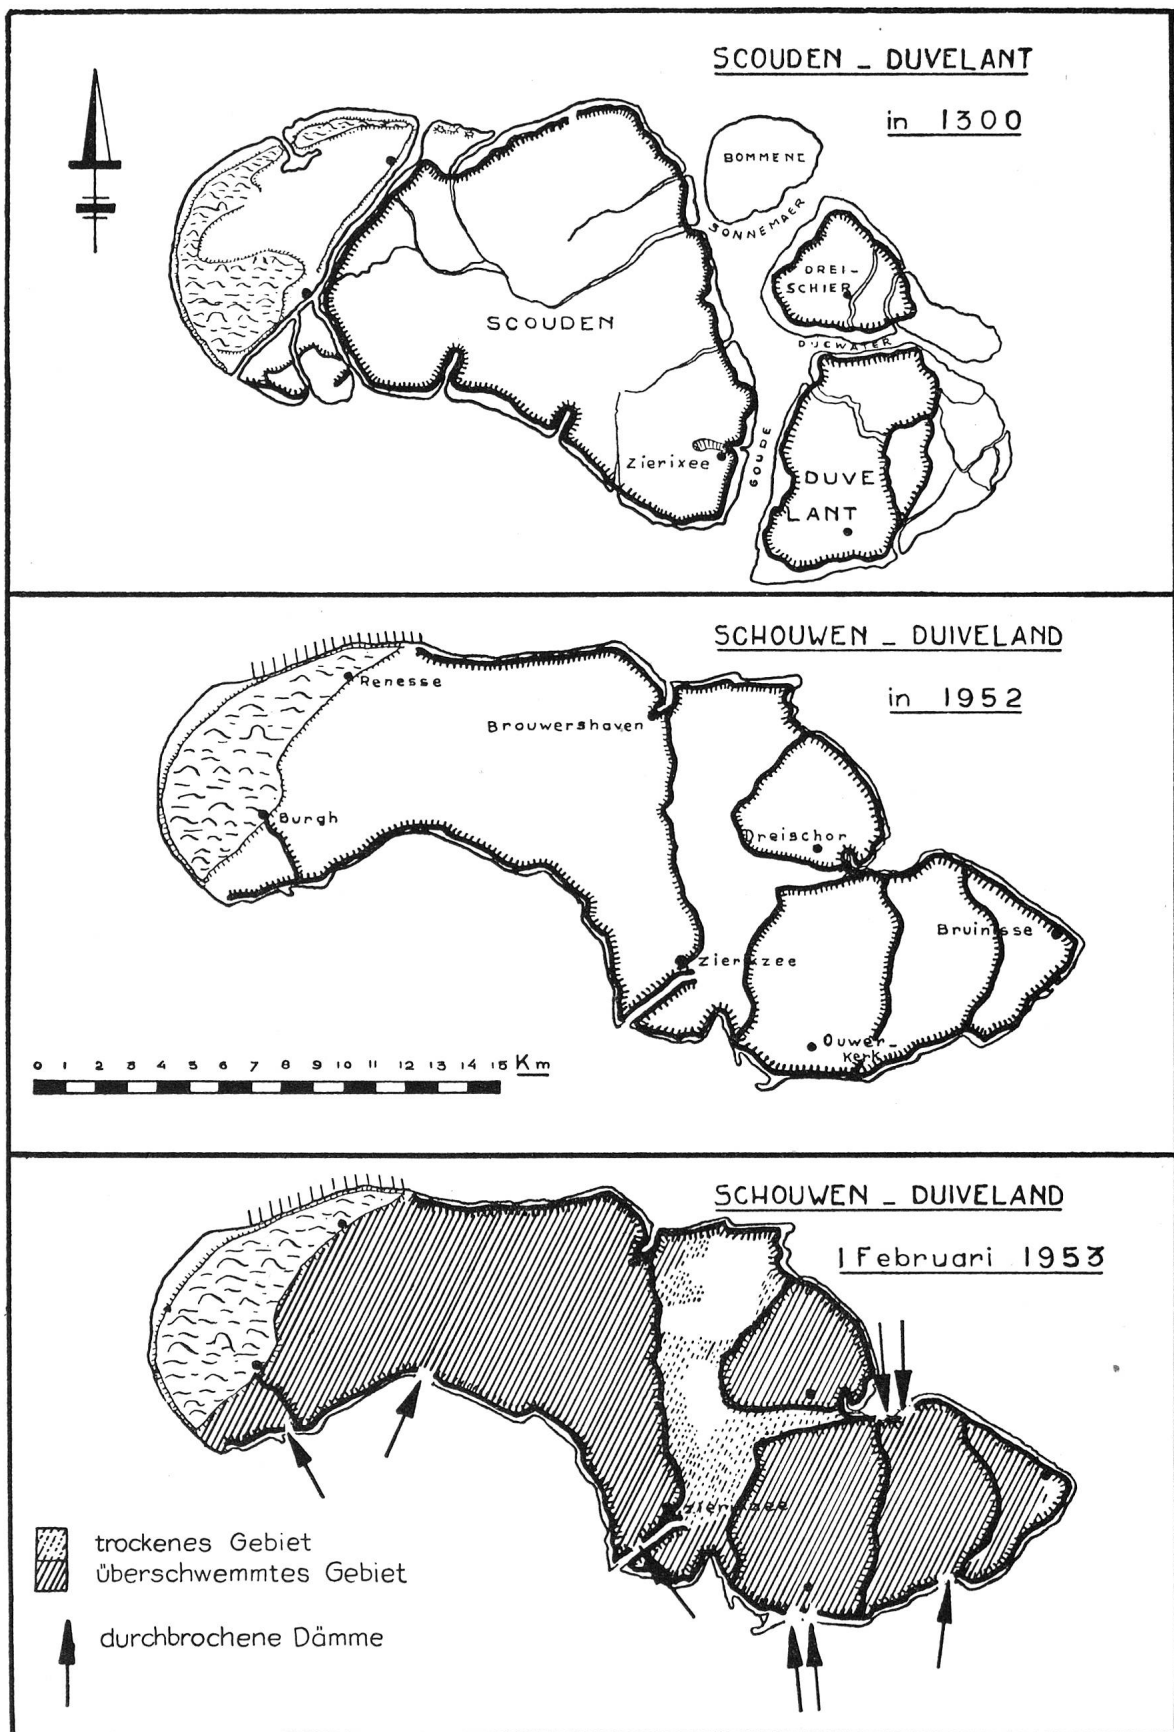 SCOUDEN _ DUVELANT
in 1300
BOMMENE
SONNEMAER
DREI-
SCHIER
DIJCWATER
SCOUDEN
GOUDE
Zierixee
DUVE
LANT
SCHOUWEN _ DUIVELAND
in 1952
Renesse
Brouwershaven
Burgh
Dreischor
Bruinisse
Zierikzee
Ouwer-
kerk
0 1 2 3 4 5 6 7 8 9 10 11 12 13 14 15 Km
SCHOUWEN _ DUIVELAND
1 Februari 1953
Zierikzee
trockenes Gebiet
überschwemmtes Gebiet
durchbrochene Dämme